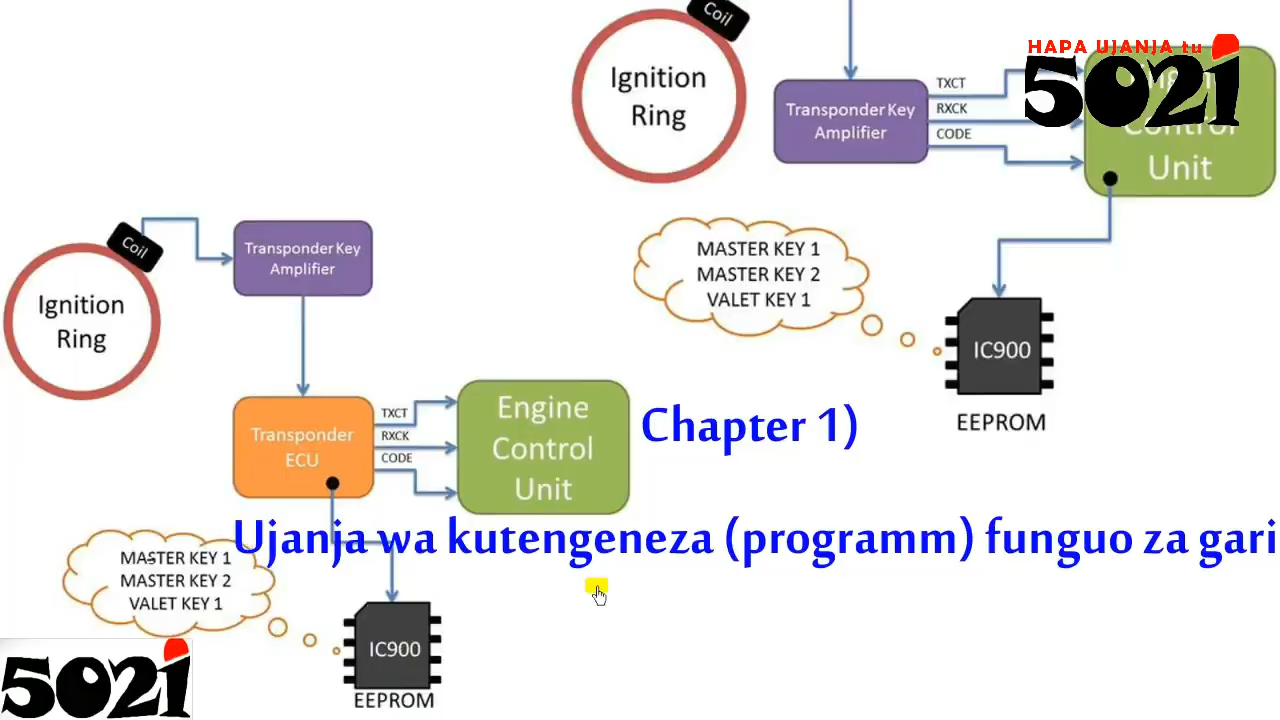 Coil
Ignition
Ring
Transponder Key
Amplifier
TXCT
RXCK
CODE
HAPA UJANJA tu
502i
Control
Unit
MASTER KEY 1
MASTER KEY 2
VALET KEY 1
IC900
EEPROM
Coil
Ignition
Ring
Transponder Key
Amplifier
Transponder
ECU
TXCT
RXCK
CODE
Engine
Control
Unit
Chapter 1)
Ujanja wa kutengeneza (programm) funguo za gari
MASTER KEY 1
MASTER KEY 2
VALET KEY 1
IC900
EEPROM
502i